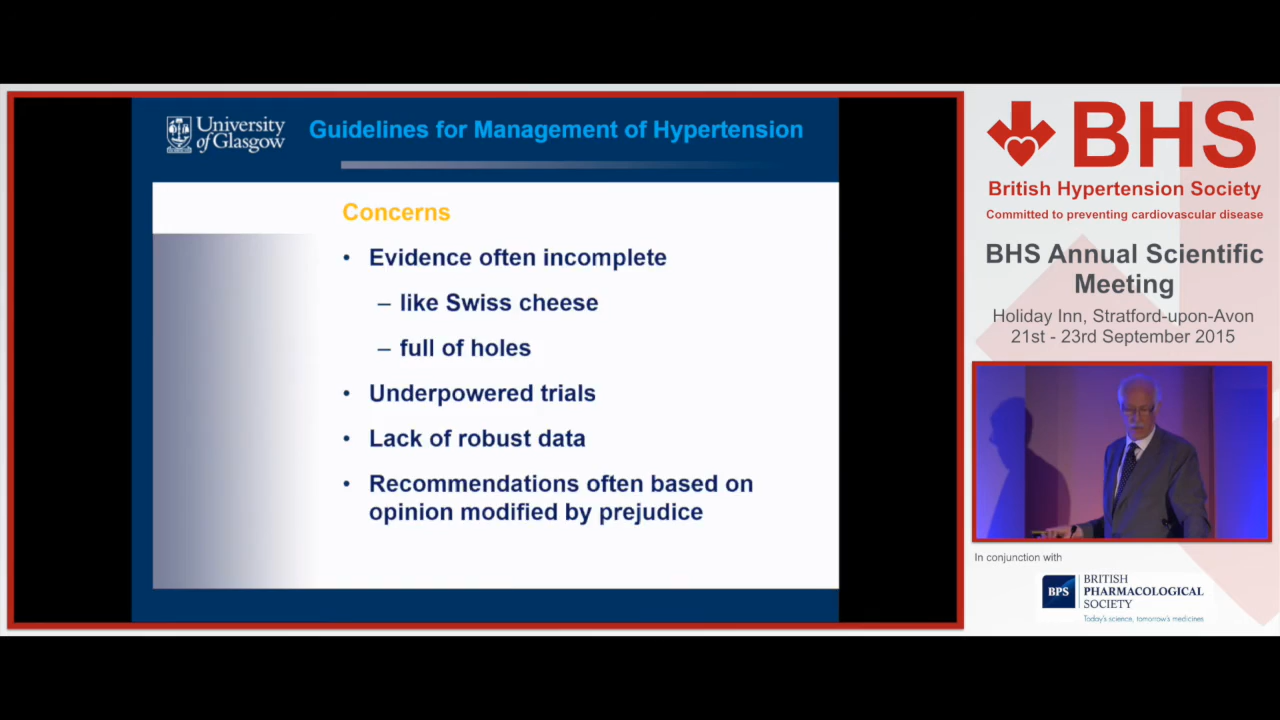 University
of Glasgow
Guidelines for Management of Hypertension
Concerns
• Evidence often incomplete
– like Swiss cheese
– full of holes
• Underpowered trials
• Lack of robust data
• Recommendations often based on
opinion modified by prejudice
BHS
British Hypertension Society
Committed to preventing cardiovascular disease
BHS Annual Scientific
Meeting
Holiday Inn, Stratford-upon-Avon
21st - 23rd September 2015
In conjunction with
BPS
BRITISH
PHARMACOLOGICAL
SOCIETY
Today's science, tomorrow's medicines